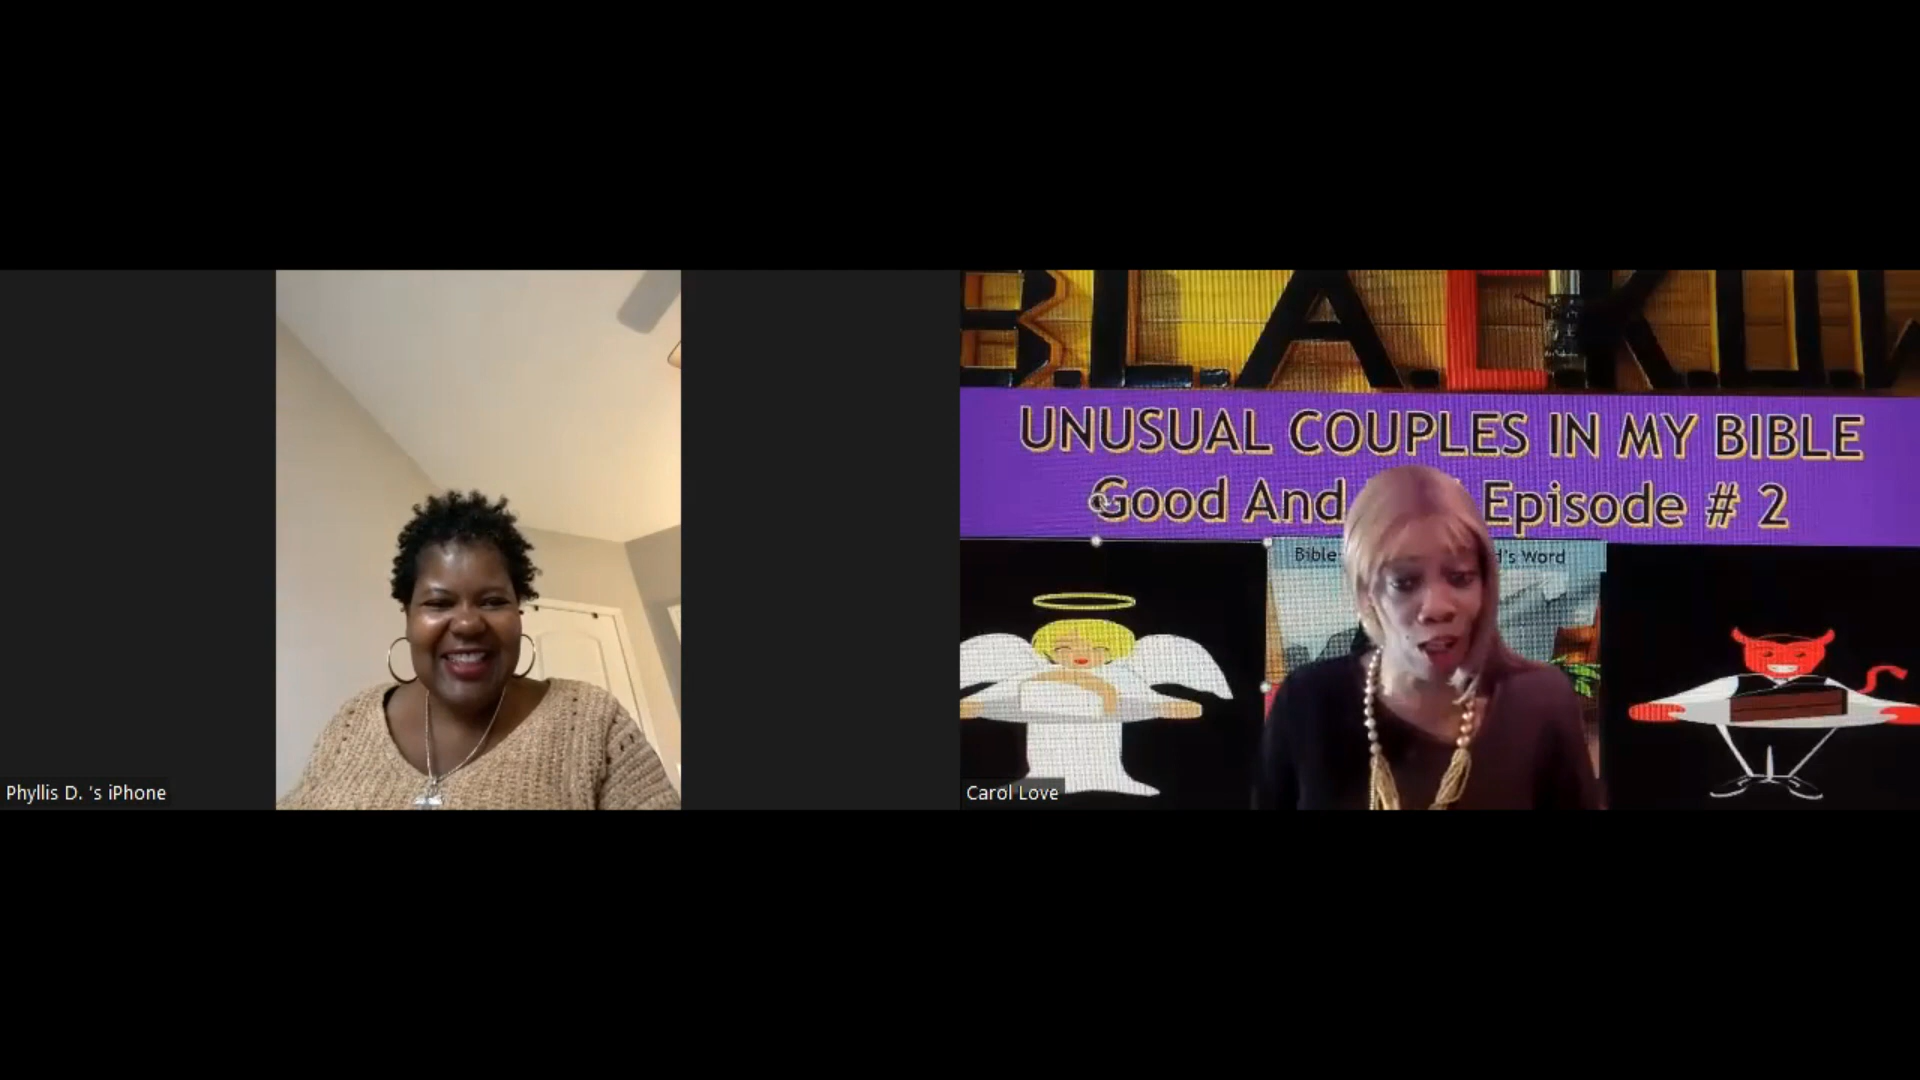 B.L.A.C.K.I.I.
UNUSUAL COUPLES IN MY BIBLE
Good And Episode # 2
Bible 's Word
Phyllis D. 's iPhone
Carol Love